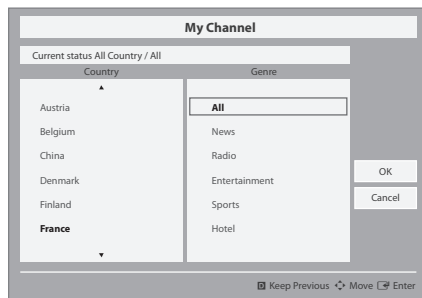 My Channel
Current status All Country / All
Country
Genre
Austria
Belgium
China
Denmark
Finland
France
All
News
Radio
Entertainment
Sports
Hotel
OK
Cancel
D Keep Previous Move Enter